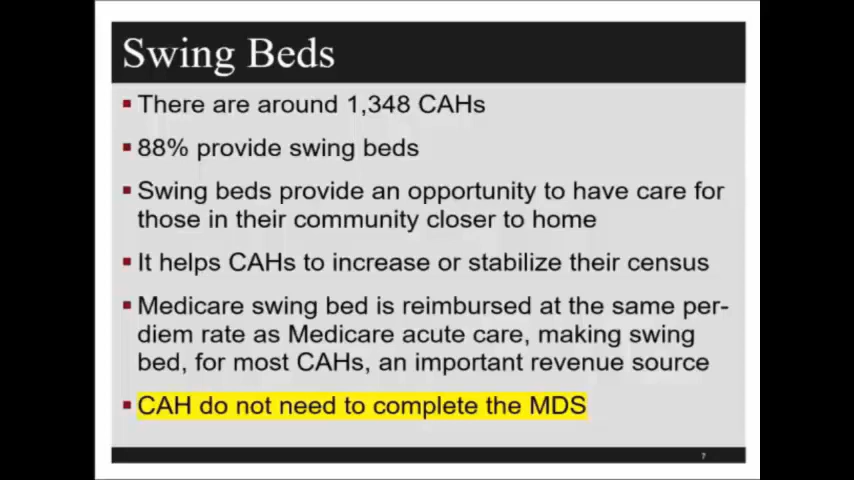 Swing Beds
There are around 1,348 CAHs
88% provide swing beds
Swing beds provide an opportunity to have care for
those in their community closer to home
It helps CAHs to increase or stabilize their census
Medicare swing bed is reimbursed at the same per-
diem rate as Medicare acute care, making swing
bed, for most CAHs, an important revenue source
CAH do not need to complete the MDS
7